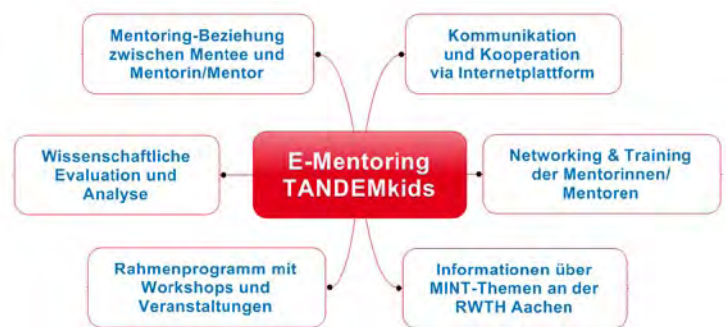 Mentoring-Beziehung
zwischen Mentee und
Mentorin/Mentor
Kommunikation
und Kooperation
via Internetplattform
Wissenschaftliche
Evaluation und
Analyse
E-Mentoring
TANDEMkids
Networking & Training
der Mentorinnen/
Mentoren
Rahmenprogramm mit
Workshops und
Veranstaltungen
Informationen über
MINT-Themen an der
RWTH Aachen